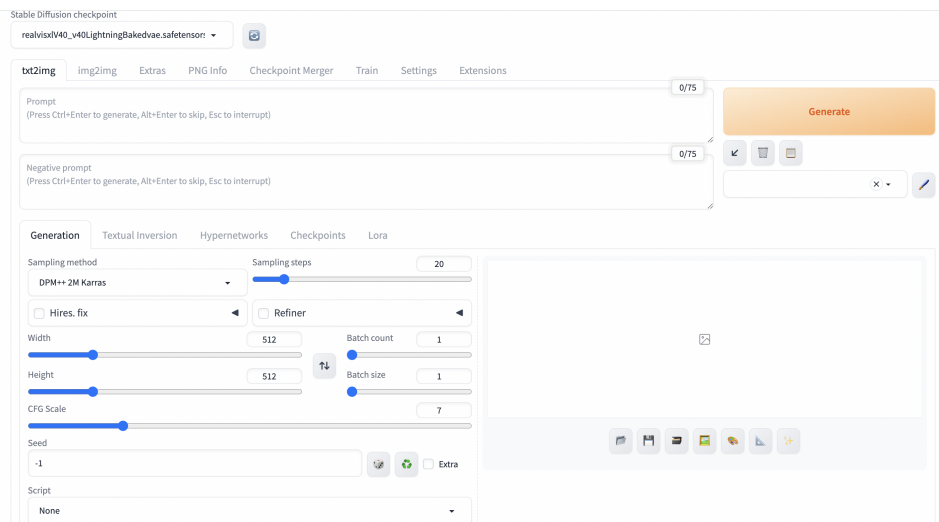 Stable Diffusion checkpoint
realvisxlV40_v40LightningBakedvae.safetensors
txt2img img2img Extras PNG Info Checkpoint Merger Train Settings Extensions
0/75
Prompt
(Press Ctrl+Enter to generate, Alt+Enter to skip, Esc to interrupt)
Generate
0/75
Negative prompt
(Press Ctrl+Enter to generate, Alt+Enter to skip, Esc to interrupt)
Generation Textual Inversion Hypernetworks Checkpoints Lora
Sampling method Sampling steps 20
DPM++ 2M Karras
Hires. fix Refiner
Width 512 Batch count 1
Height 512 Batch size 1
CFG Scale 7
Seed
-1 Extra
Script
None